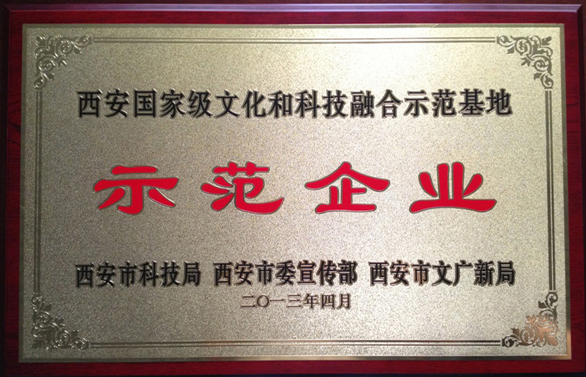 西安国家级文化和科技融合示范基地
示范企业
西安市科技局 西安市委宣传部 西安市文广新局
二〇一三年四月